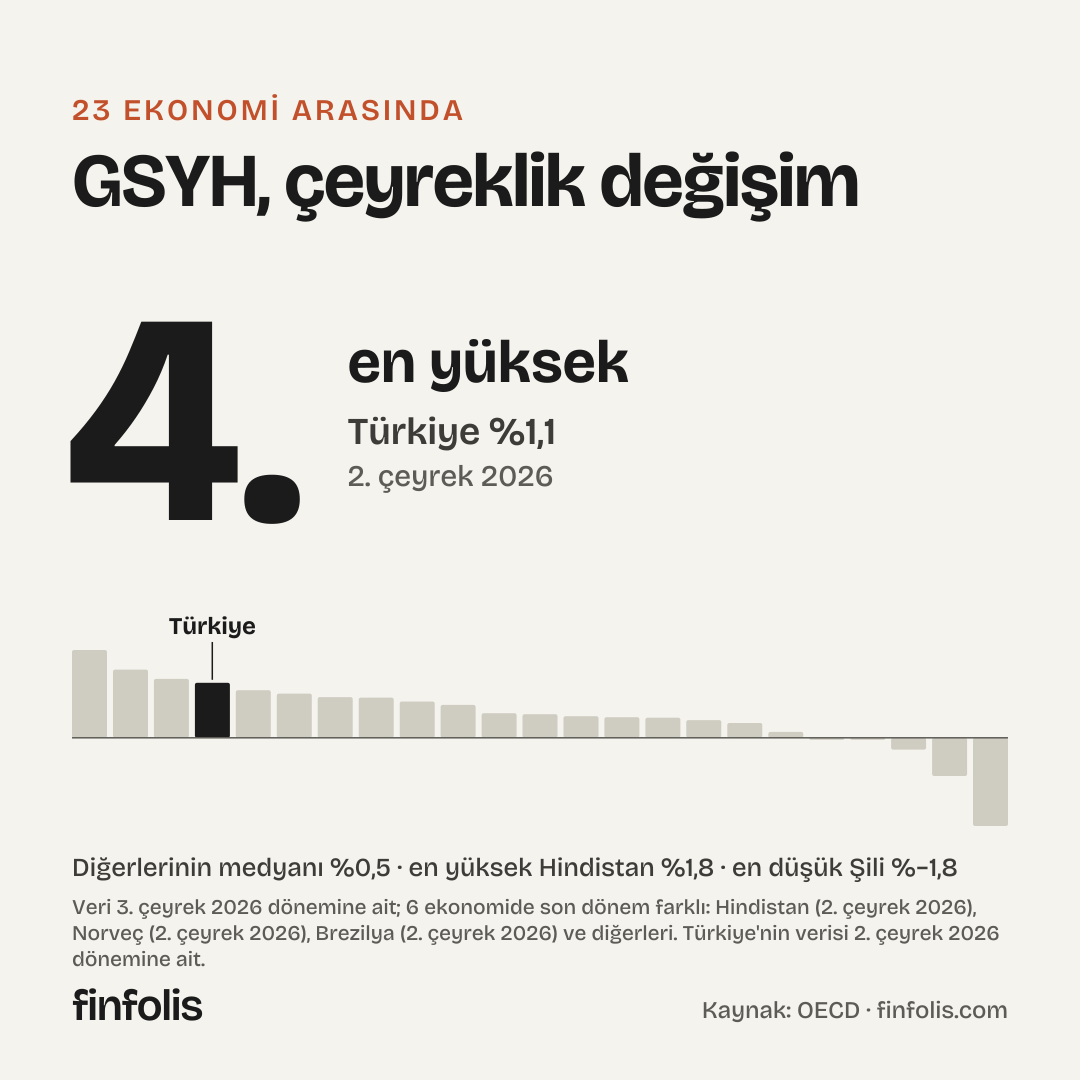 23 EKONOMİ ARASINDA
GSYH, çeyreklik değişim
4.
en yüksek
Türkiye %1,1
2. çeyrek 2026
Türkiye
Diğerlerinin medyanı %0,5 · en yüksek Hindistan %1,8 · en düşük Şili %−1,8
Veri 3. çeyrek 2026 dönemine ait; 6 ekonomide son dönem farklı: Hindistan (2. çeyrek 2026),
Norveç (2. çeyrek 2026), Brezilya (2. çeyrek 2026) ve diğerleri. Türkiye'nin verisi 2. çeyrek 2026
dönemine ait.
finfolis
Kaynak: OECD · finfolis.com